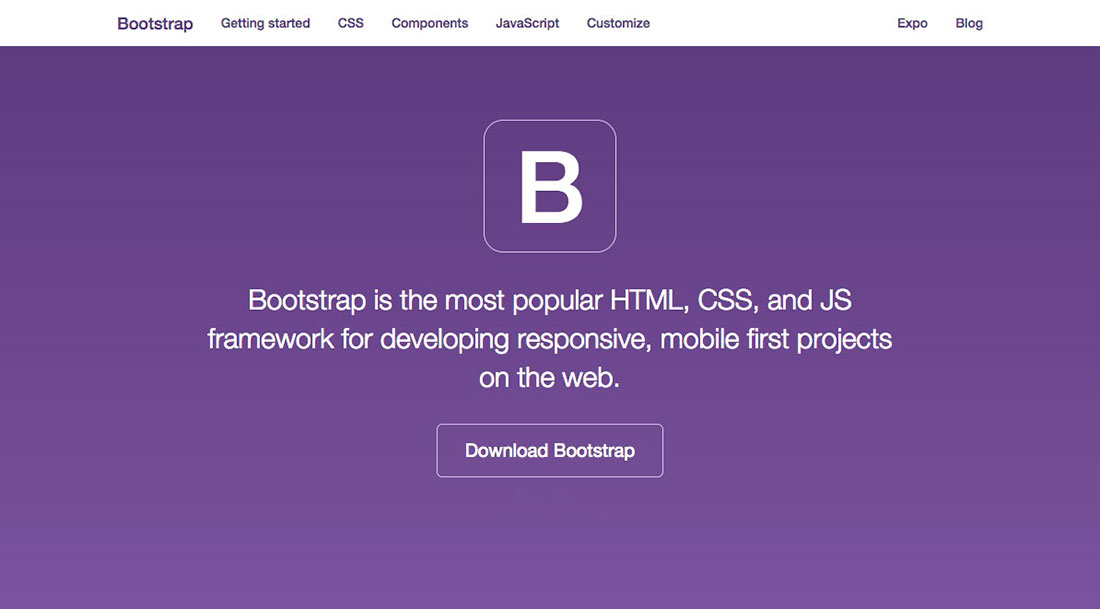 Bootstrap Getting started CSS Components JavaScript Customize Expo Blog
B
Bootstrap is the most popular HTML, CSS, and JS
framework for developing responsive, mobile first projects
on the web.
Download Bootstrap